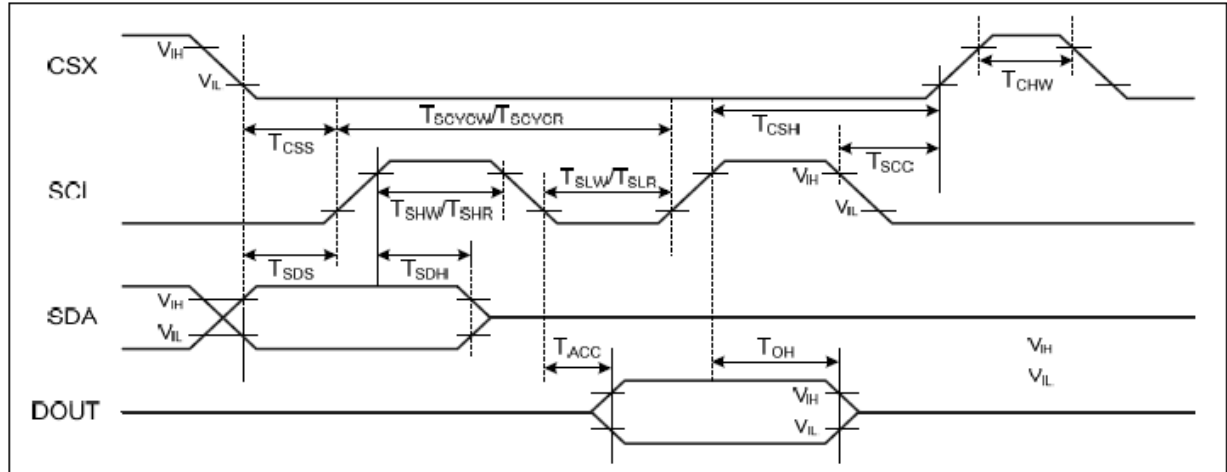 CSX
VIH
VIL
TCHW
TCSS
TSCYCW/TSCYCR
TCSH
TSCC
SCL
TSHW/TSHR
TSLW/TSLR
VIH
VIL
TSDS
TSDH
SDA
VIH
VIL
TACC
TOH
VIH
VIL
DOUT
VIH
VIL